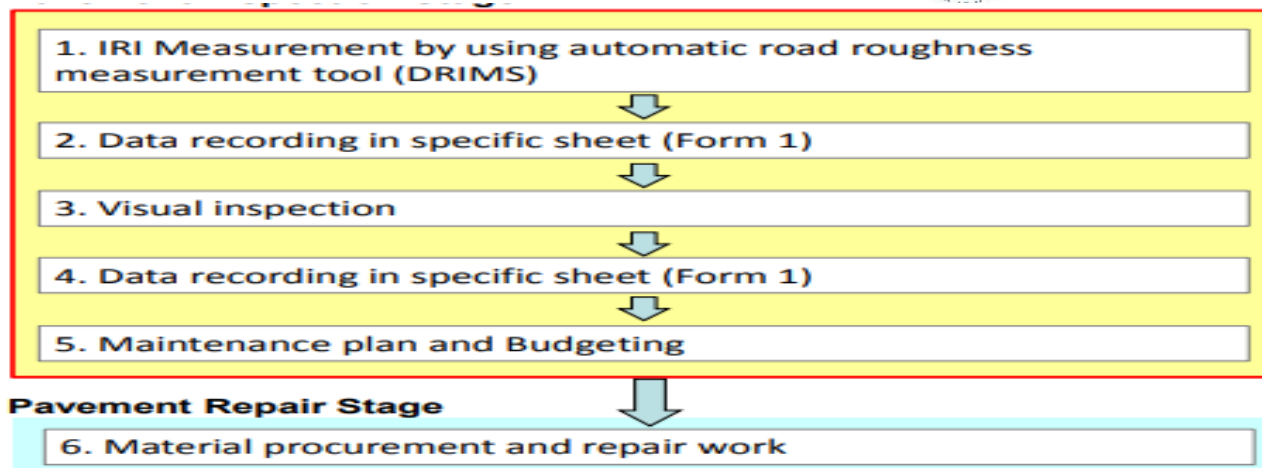 1. IRI Measurement by using automatic road roughness
measurement tool (DRIMS)
2. Data recording in specific sheet (Form 1)
3. Visual inspection
4. Data recording in specific sheet (Form 1)
5. Maintenance plan and Budgeting
Pavement Repair Stage
6. Material procurement and repair work